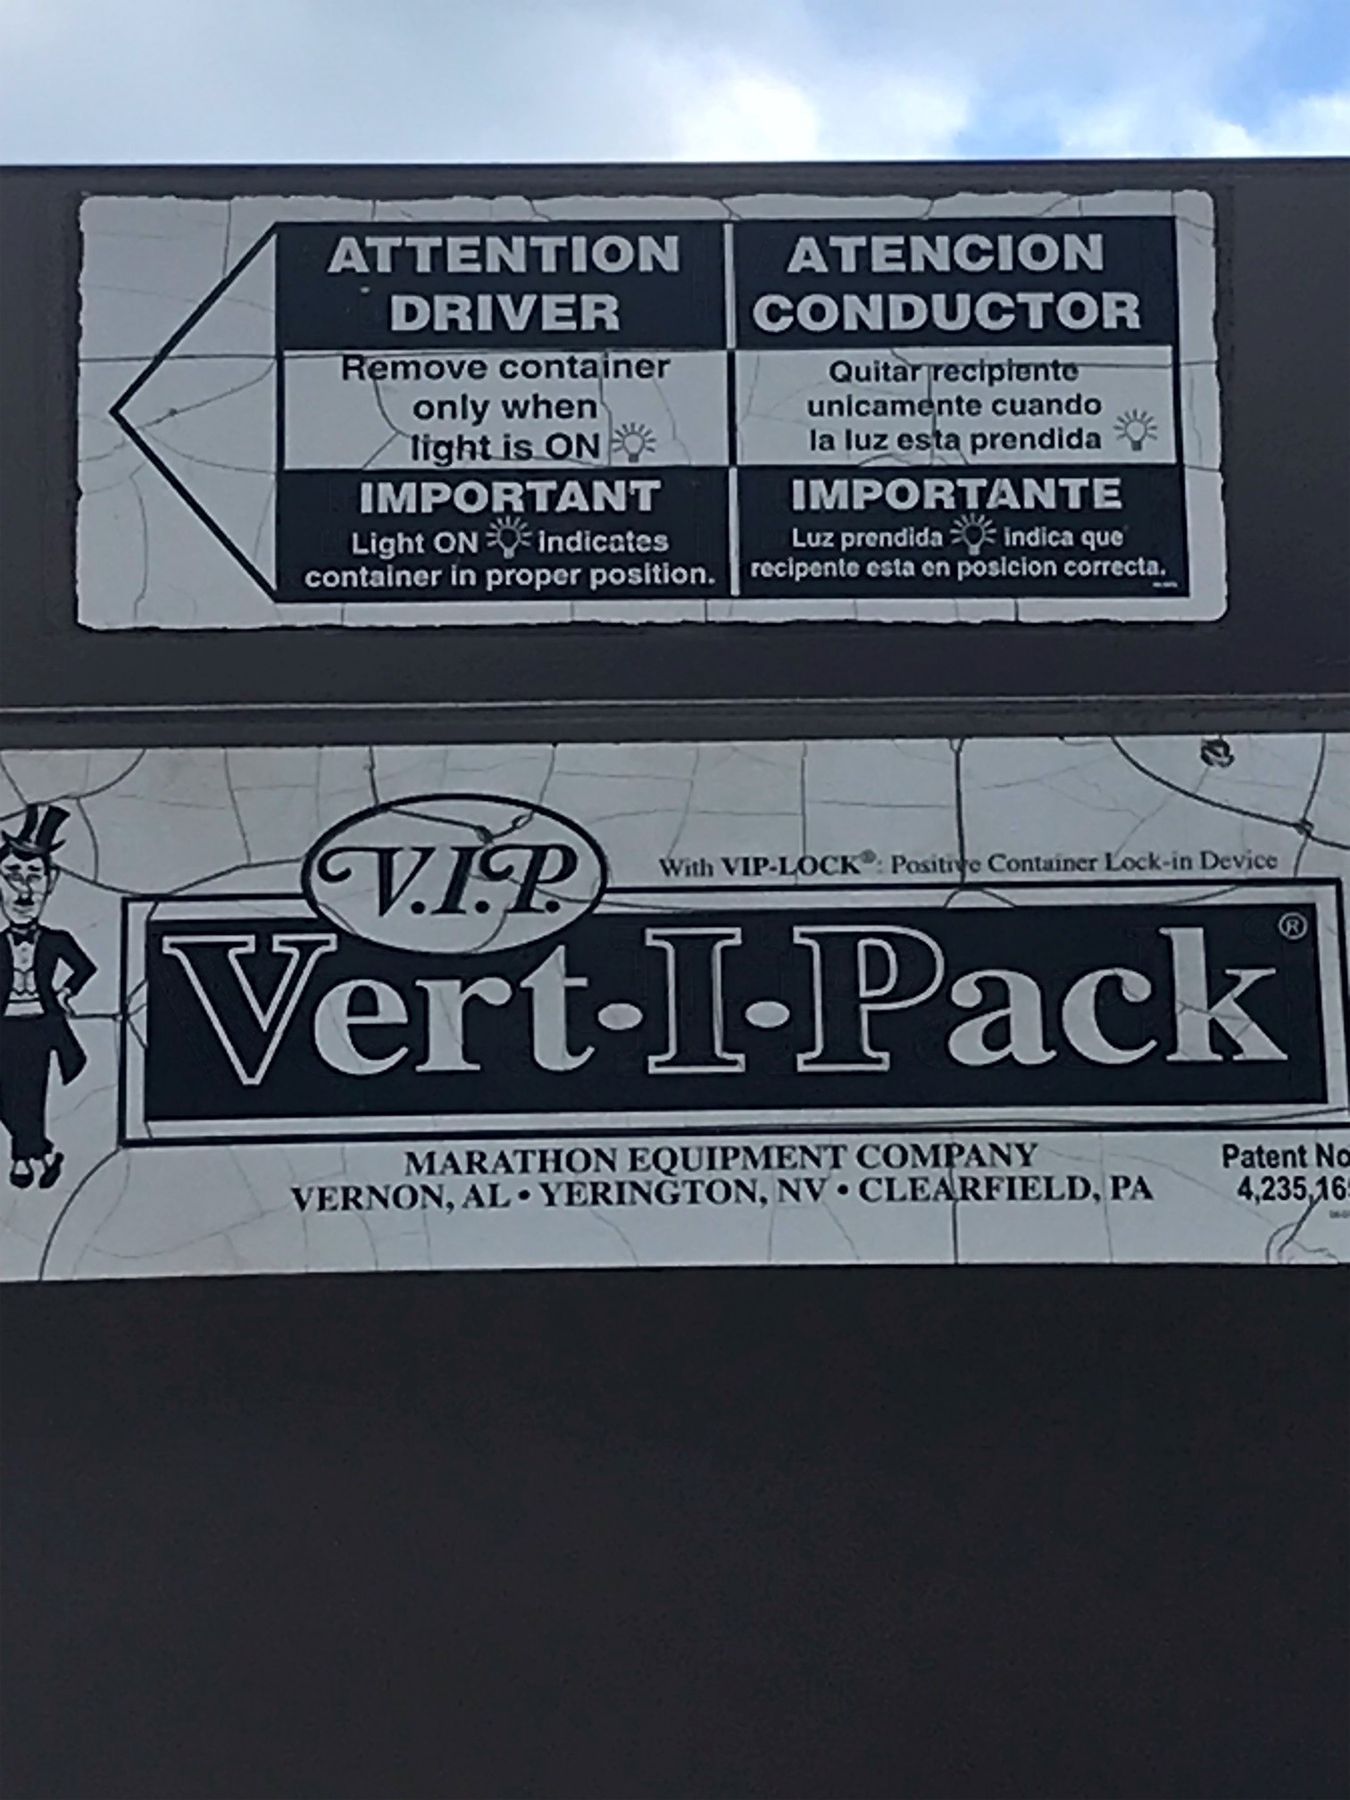 ATTENTION
DRIVER
Remove container
only when
light is ON
IMPORTANT
Light ON indicates
container in proper position.
ATENCION
CONDUCTOR
Quitar recipiente
unicamente cuando
la luz esta prendida
IMPORTANTE
Luz prendida indica que
recipente esta en posicion correcta.
V.I.P.
With VIP-LOCK®: Positive Container Lock-in Device
Vert•I•Pack®
MARATHON EQUIPMENT COMPANY
VERNON, AL • YERINGTON, NV • CLEARFIELD, PA
Patent No
4,235,165